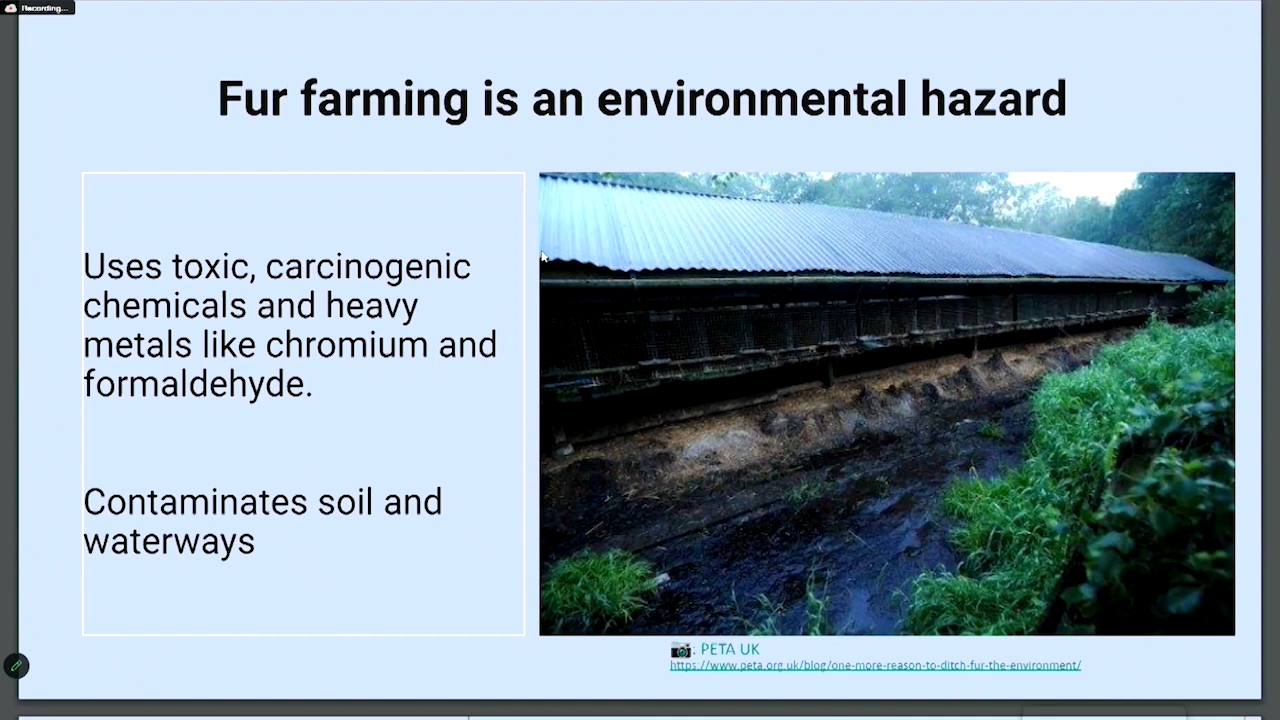 Recording...
Fur farming is an environmental hazard
Uses toxic, carcinogenic
chemicals and heavy
metals like chromium and
formaldehyde.
Contaminates soil and
waterways
: PETA UK
https://www.peta.org.uk/blog/one-more-reason-to-ditch-fur-the-environment/